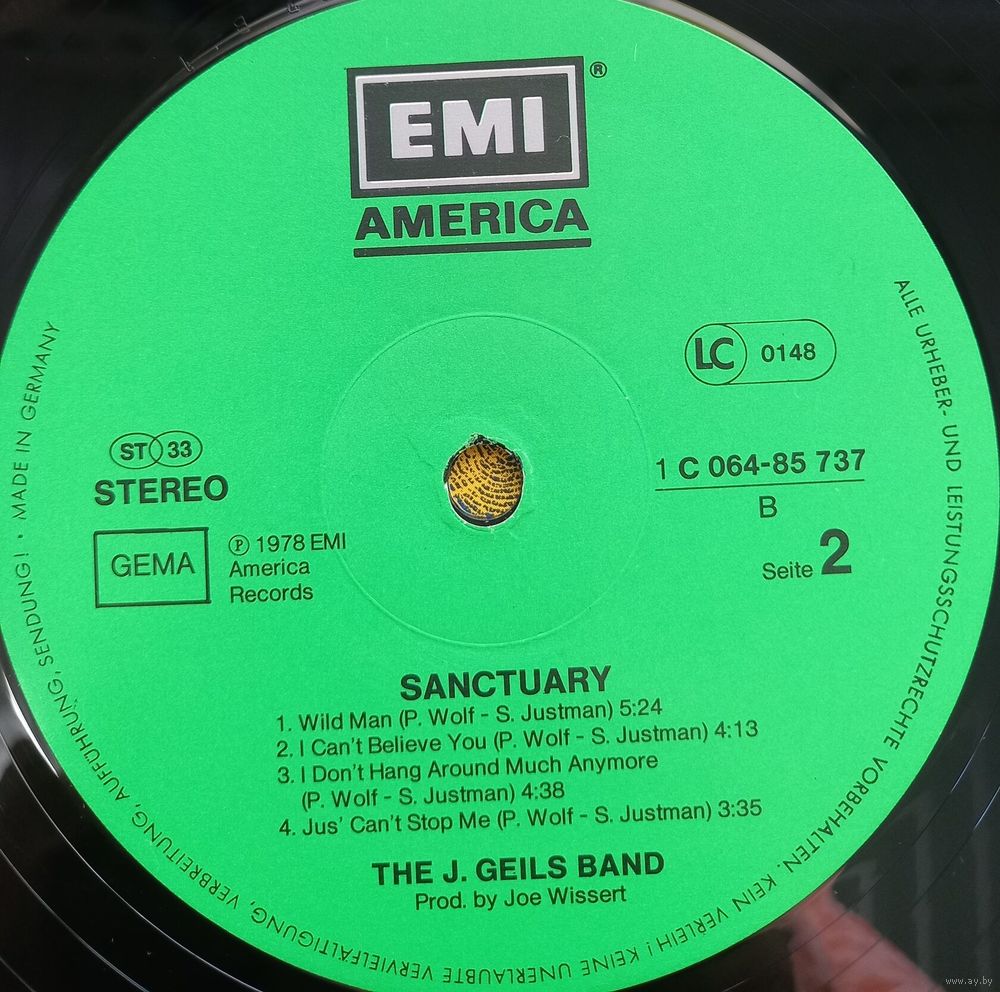 EMI
®
AMERICA
LC 0148
ST 33
STEREO
1 C 064-85 737
B
Seite 2
GEMA
Ⓟ 1978 EMI
America
Records
SANCTUARY
1. Wild Man (P. Wolf - S. Justman) 5:24
2. I Can't Believe You (P. Wolf - S. Justman) 4:13
3. I Don't Hang Around Much Anymore
(P. Wolf - S. Justman) 4:38
4. Jus' Can't Stop Me (P. Wolf - S. Justman) 3:35
THE J. GEILS BAND
Prod. by Joe Wissert
ALLE URHEBER- UND LEISTUNGSSCHUTZRECHTE VORBEHALTEN. KEIN VERLEIH! KEINE UNERLAUBTE VERVIELFÄLTIGUNG, VERBREITUNG, AUFFÜHRUNG, SENDUNG! · MADE IN GERMANY
www.ay.by